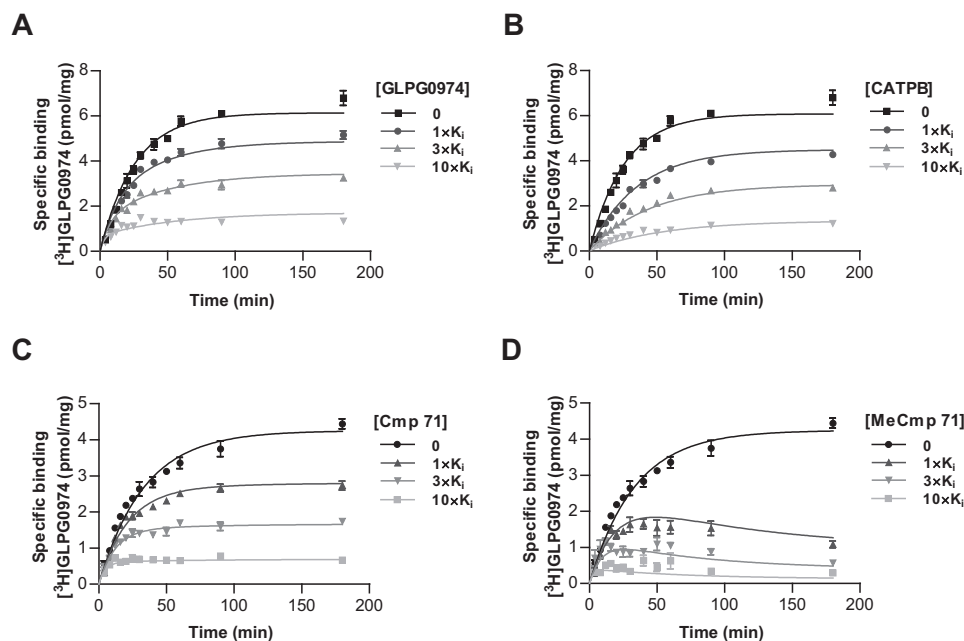 A
Specific binding
[³H]GLPG0974 (pmol/mg)
8
6
4
2
0
0
50
100
150
200
Time (min)
[GLPG0974]
0
1×Kᵢ
3×Kᵢ
10×Kᵢ
B
Specific binding
[³H]GLPG0974 (pmol/mg)
8
6
4
2
0
0
50
100
150
200
Time (min)
[CATPB]
0
1×Kᵢ
3×Kᵢ
10×Kᵢ
C
Specific binding
[³H]GLPG0974 (pmol/mg)
5
4
3
2
1
0
0
50
100
150
200
Time (min)
[Cmp 71]
0
1×Kᵢ
3×Kᵢ
10×Kᵢ
D
Specific binding
[³H]GLPG0974 (pmol/mg)
5
4
3
2
1
0
0
50
100
150
200
Time (min)
[MeCmp 71]
0
1×Kᵢ
3×Kᵢ
10×Kᵢ